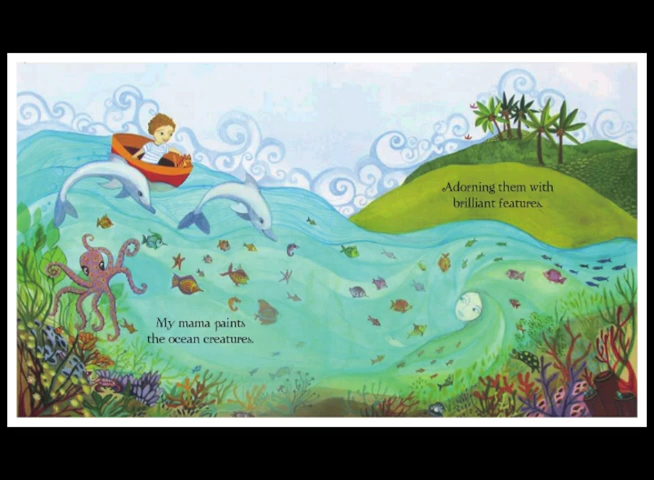 My mama paints
the ocean creatures.
Adorning them with
brilliant features.